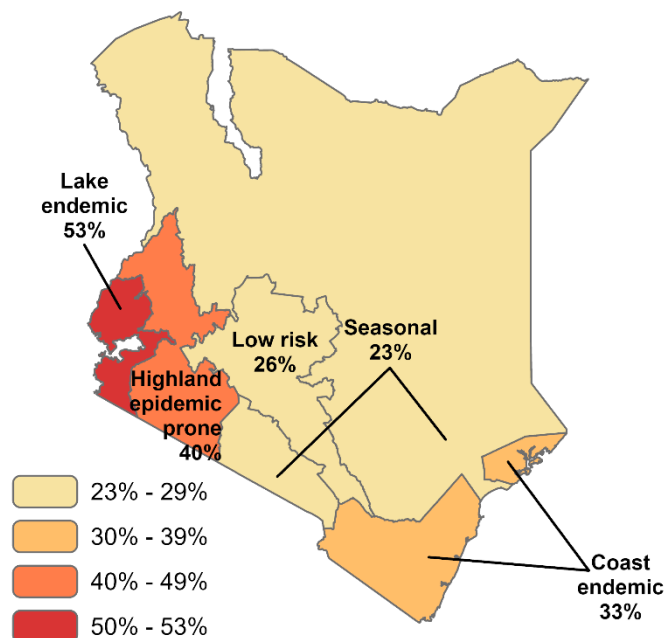 Lake
endemic
53%
Low risk
26%
Seasonal
23%
Highland
epidemic
prone
40%
23% - 29%
30% - 39%
40% - 49%
50% - 53%
Coast
endemic
33%